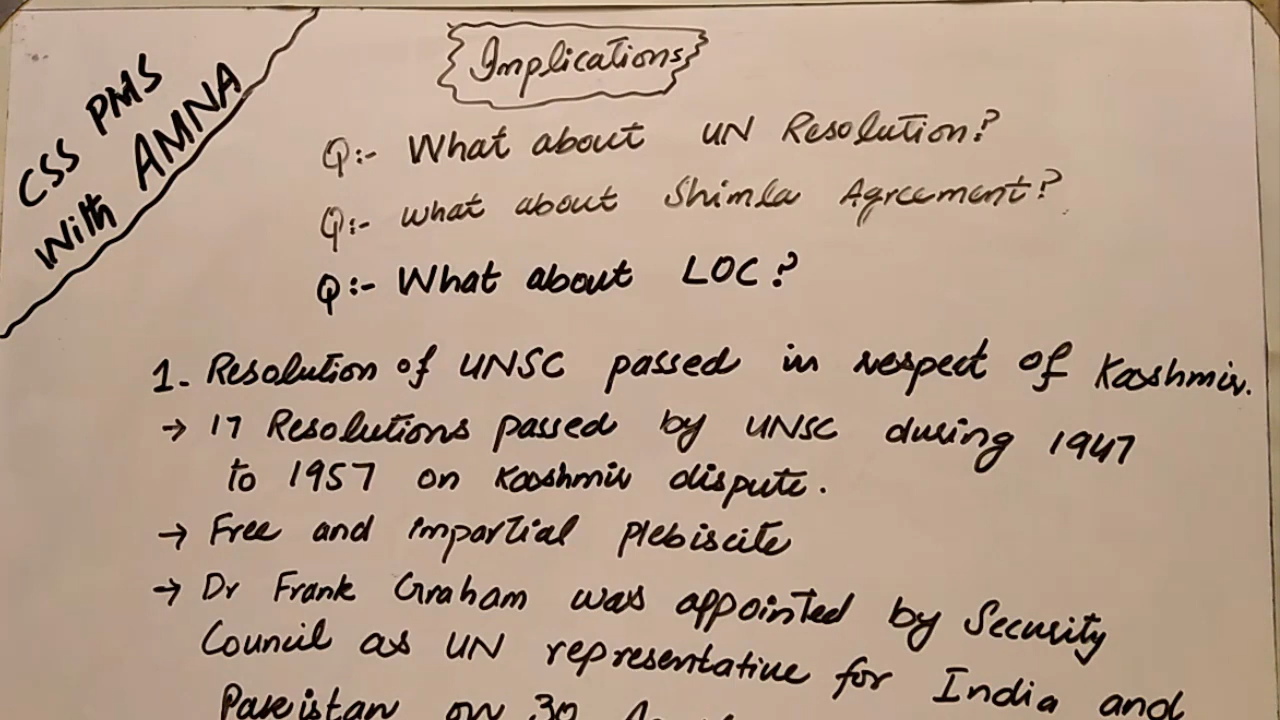 CSS PMS
With AMNA
Implications
Q:- What about UN Resolution?
Q:- What about Shimla Agreement?
Q:- What about LOC?
1- Resolution of UNSC passed in respect of Kashmir.
→ 17 Resolutions passed by UNSC during 1947
to 1957 on Kashmir dispute.
→ Free and impartial Plebiscite
→ Dr Frank Graham was appointed by Security
Council as UN representative for India and
Pakistan on 30